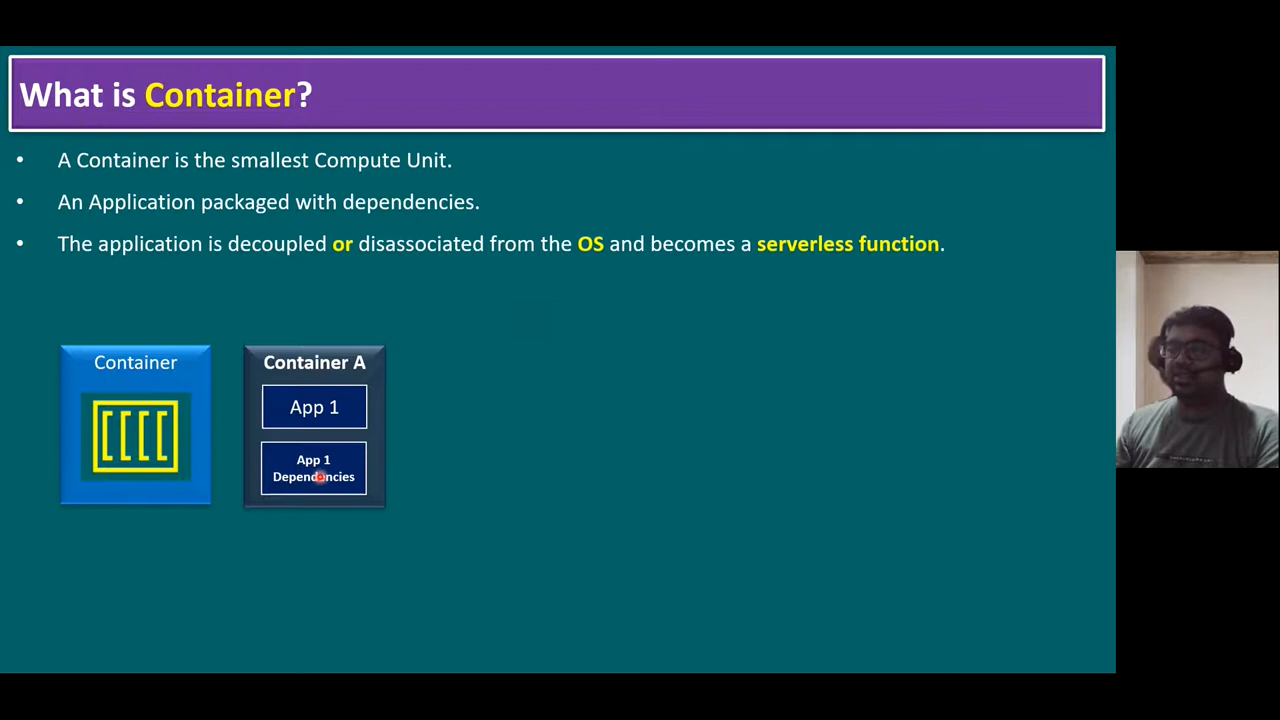 What is Container?
• A Container is the smallest Compute Unit.
• An Application packaged with dependencies.
• The application is decoupled or disassociated from the OS and becomes a serverless function.
Container
Container A
App 1
App 1
Dependencies